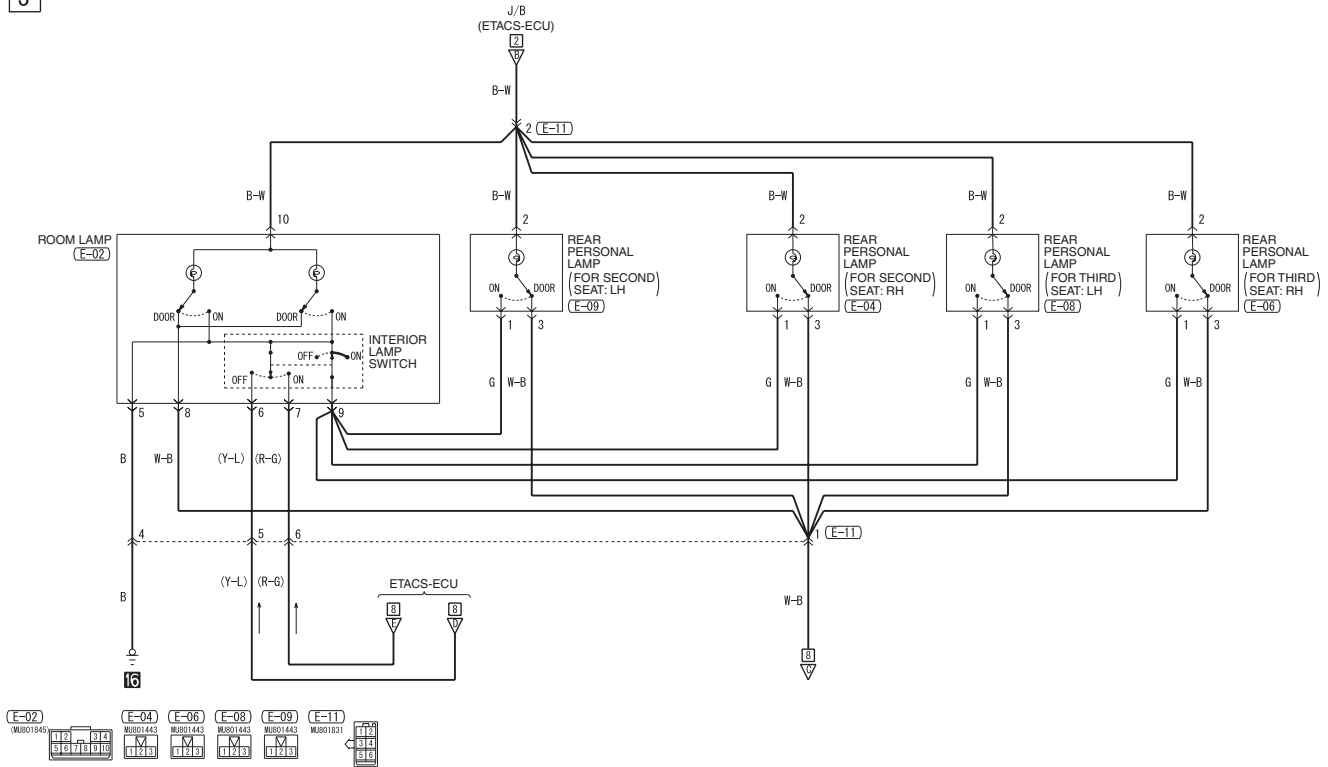 J/B
(ETACS-ECU)
2
B
B-W
2 (E-11)
B-W
B-W
B-W
B-W
B-W
10
2
2
2
2
ROOM LAMP
E-02
REAR
PERSONAL
LAMP
(FOR SECOND
SEAT: LH)
E-09
REAR
PERSONAL
LAMP
(FOR SECOND
SEAT: RH)
E-04
REAR
PERSONAL
LAMP
(FOR THIRD
SEAT: LH)
E-08
REAR
PERSONAL
LAMP
(FOR THIRD
SEAT: RH)
E-06
ON DOOR
ON DOOR
ON DOOR
ON DOOR
DOOR ON
DOOR ON
INTERIOR
LAMP
SWITCH
OFF ON
OFF ON
1 3
1 3
1 3
1 3
G W-B
G W-B
G W-B
G W-B
5 8 6 7 9
B W-B (Y-L) (R-G)
4 5 6 1 E-11
(Y-L) (R-G)
B
ETACS-ECU
8 8
E D
W-B
8
C
16
E-02
(MU801845)
1 2 3 4
5 6 7 8 9 10
E-04
MU801443
1 2 3
E-06
MU801443
1 2 3
E-08
MU801443
1 2 3
E-09
MU801443
1 2 3
E-11
MU801831
1 2
3 4
5 6